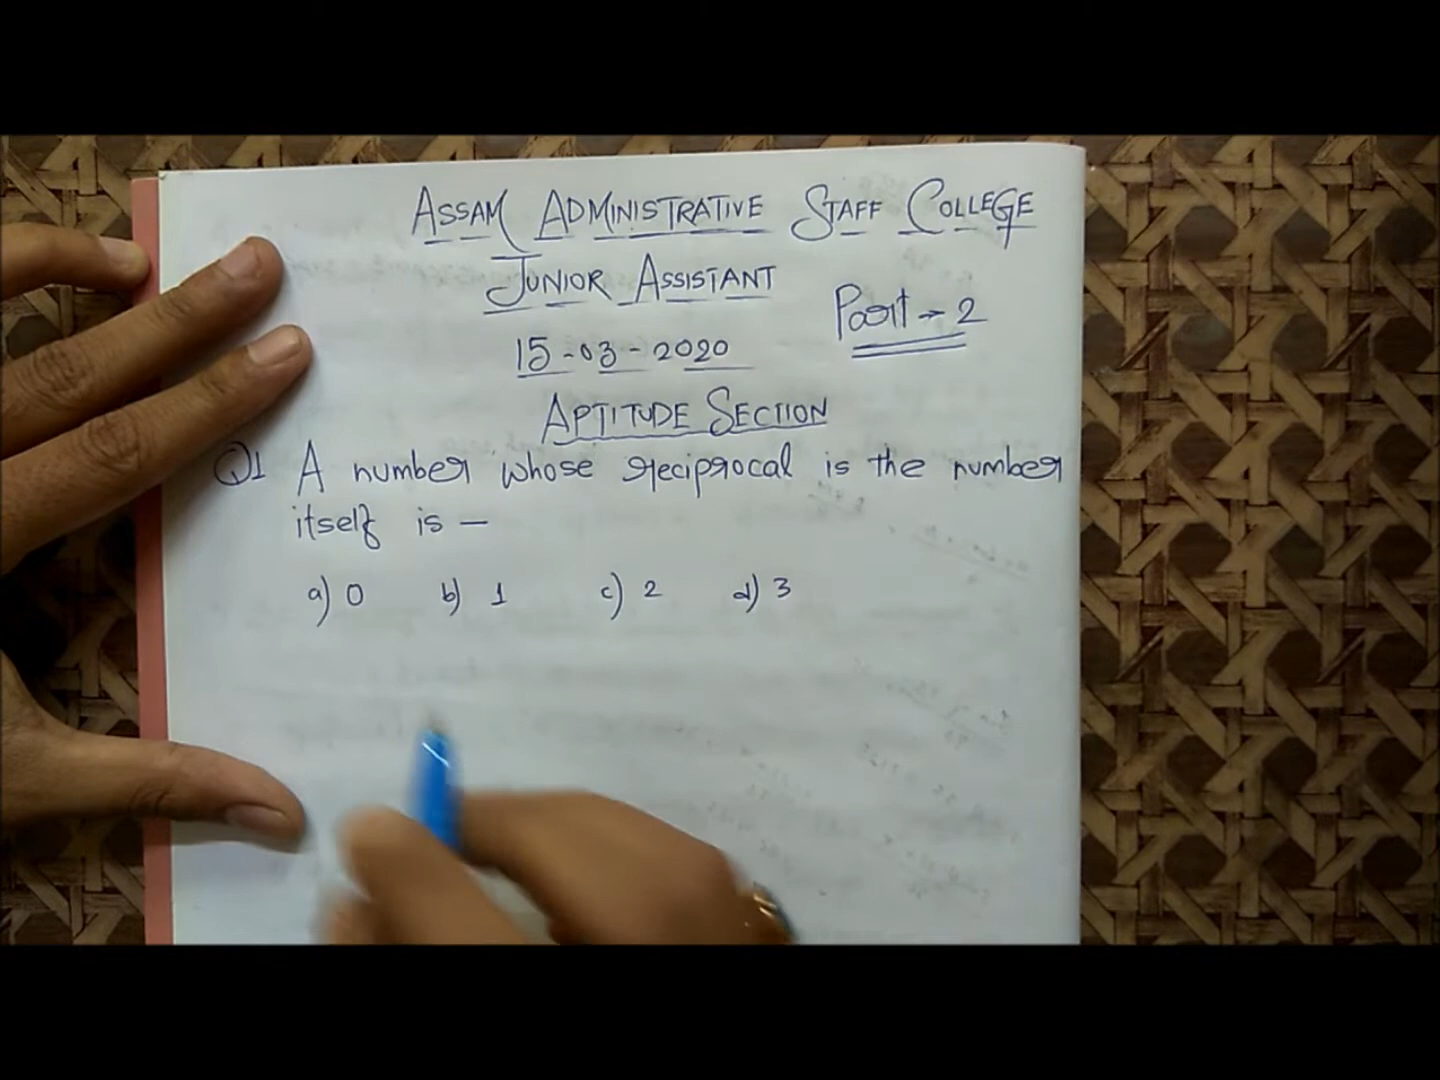 ASSAM ADMINISTRATIVE STAFF COLLEGE
JUNIOR ASSISTANT
Part → 2
15-03-2020
APTITUDE SECTION
Q1 A number whose reciprocal is the number
itself is —
a) 0 b) 1 c) 2 d) 3